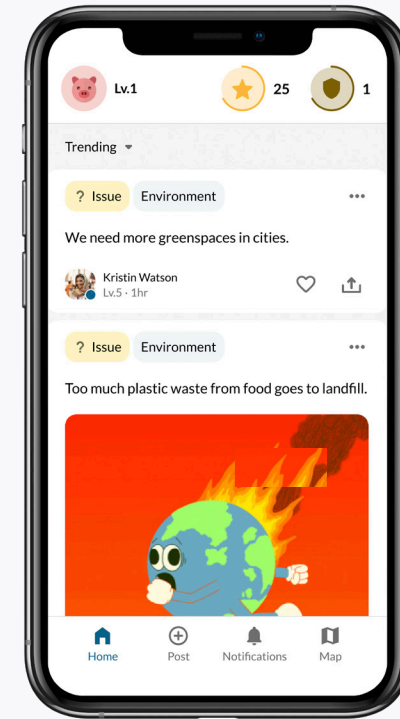 Lv.1
25
1
Trending
? Issue
Environment
We need more greenspaces in cities.
Kristin Watson
Lv.5 · 1hr
? Issue
Environment
Too much plastic waste from food goes to landfill.
Home
Post
Notifications
Map